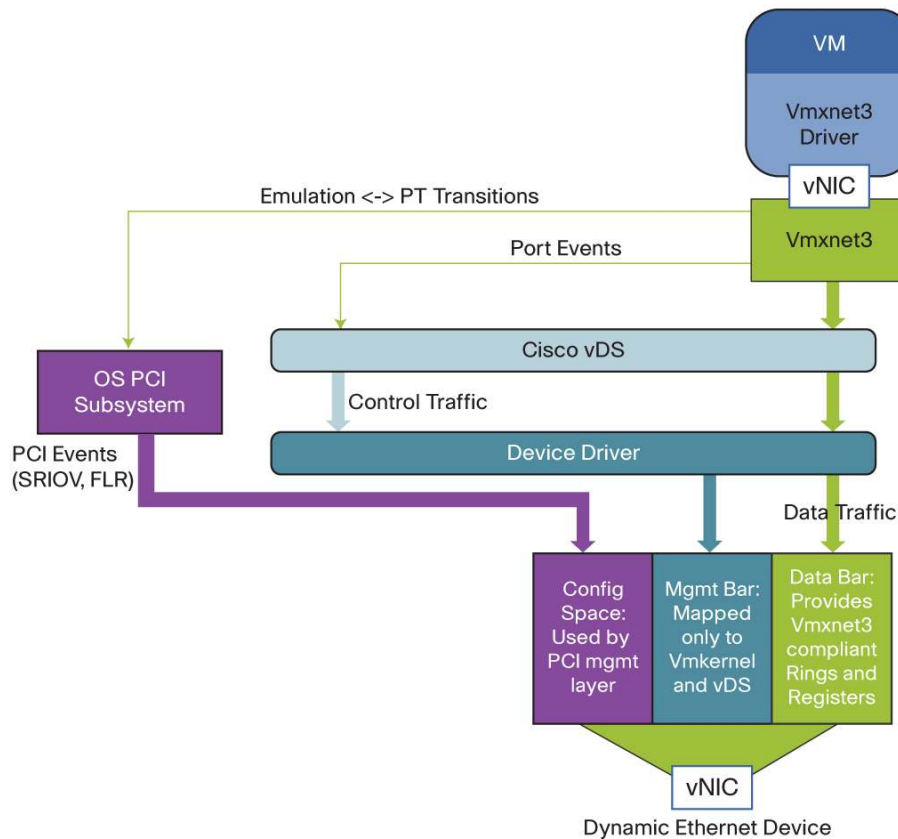 VM
Vmxnet3
Driver
vNIC
Emulation <-> PT Transitions
Vmxnet3
Port Events
Cisco vDS
OS PCI
Subsystem
Control Traffic
PCI Events
(SRIOV, FLR)
Device Driver
Data Traffic
Config
Space:
Used by
PCI mgmt
layer
Mgmt Bar:
Mapped
only to
Vmkernel
and vDS
Data Bar:
Provides
Vmxnet3
compliant
Rings and
Registers
vNIC
Dynamic Ethernet Device